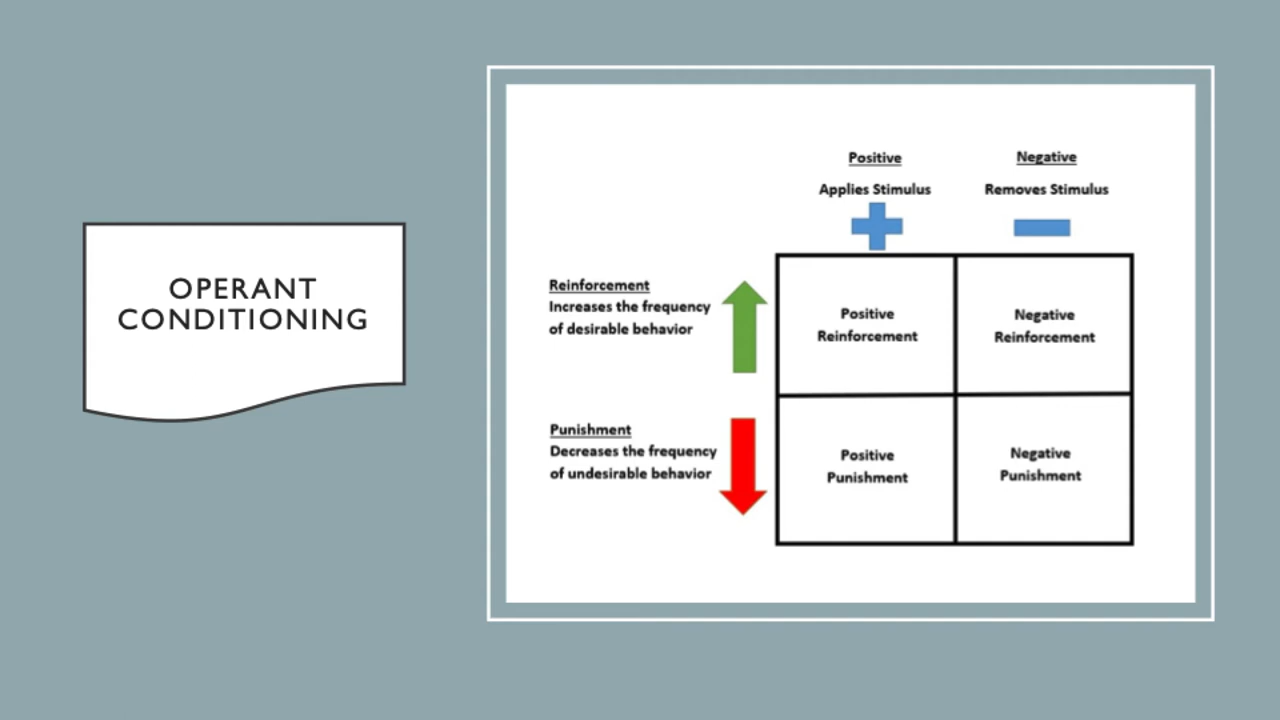 OPERANT
CONDITIONING
Positive
Applies Stimulus
Negative
Removes Stimulus
Reinforcement
Increases the frequency
of desirable behavior
Positive
Reinforcement
Negative
Reinforcement
Punishment
Decreases the frequency
of undesirable behavior
Positive
Punishment
Negative
Punishment